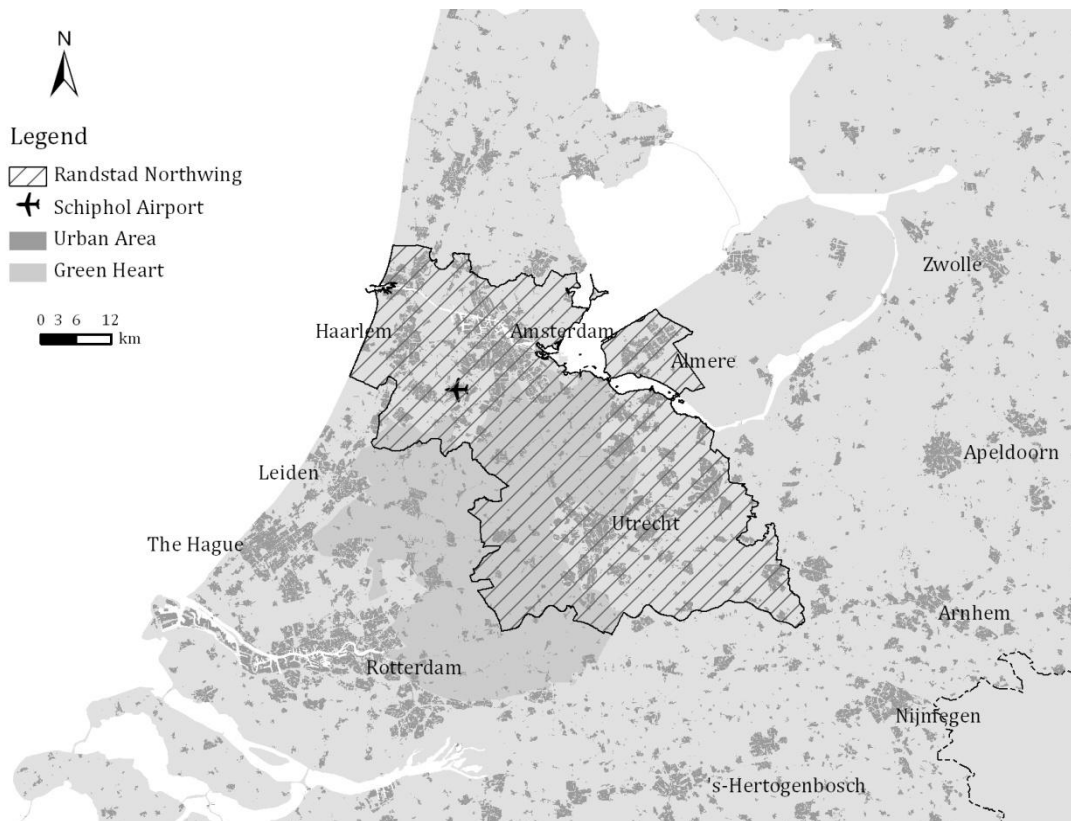 N
Legend
Randstad Northwing
Schiphol Airport
Urban Area
Green Heart
0 3 6 12
km
Zwolle
Haarlem
Amsterdam
Almere
Apeldoorn
Leiden
Utrecht
The Hague
Arnhem
Rotterdam
Nijmegen
's-Hertogenbosch